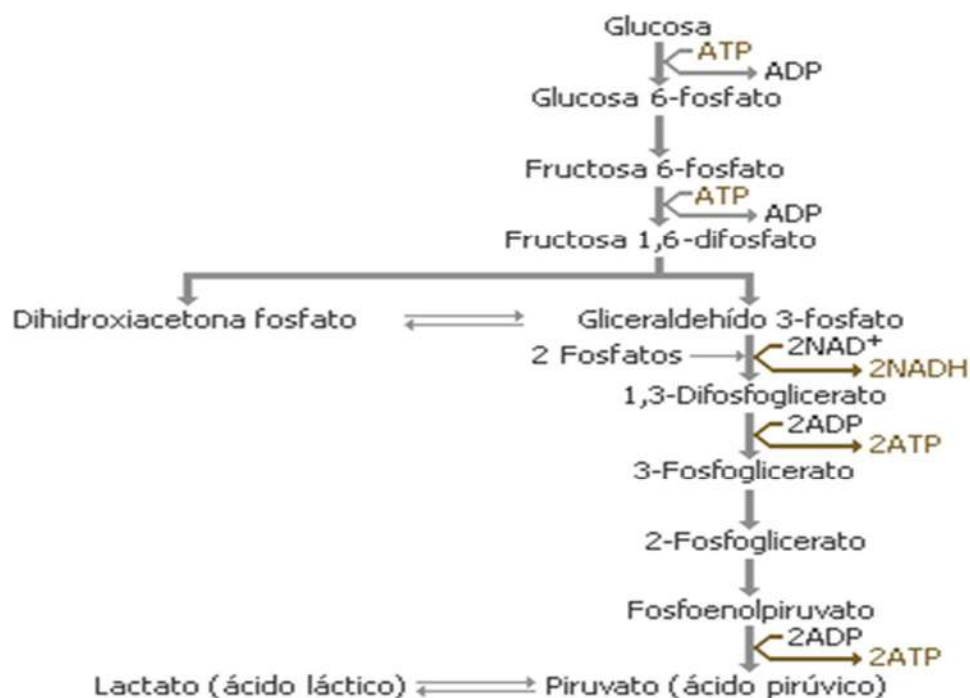 Glucosa
ATP
ADP
Glucosa 6-fosfato
Fructosa 6-fosfato
ATP
ADP
Fructosa 1,6-difosfato
Dihidroxiacetona fosfato
Gliceraldehído 3-fosfato
2 Fosfatos
2NAD+
2NADH
1,3-Difosfoglicerato
2ADP
2ATP
3-Fosfoglicerato
2-Fosfoglicerato
Fosfoenolpiruvato
2ADP
2ATP
Lactato (ácido láctico)
Piruvato (ácido pirúvico)